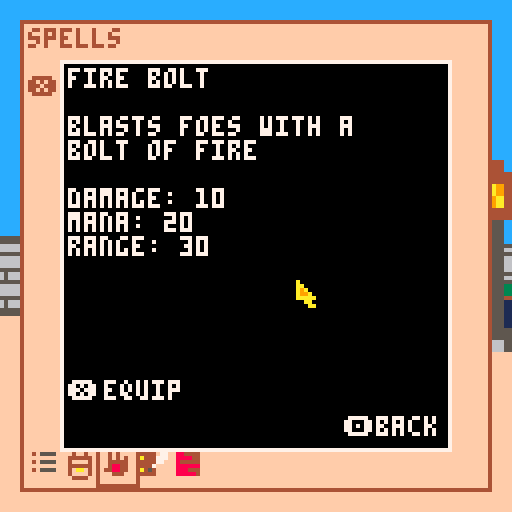 SPELLS
FIRE BOLT
BLASTS FOES WITH A
BOLT OF FIRE
DAMAGE: 10
MANA: 20
RANGE: 30
EQUIP
BACK